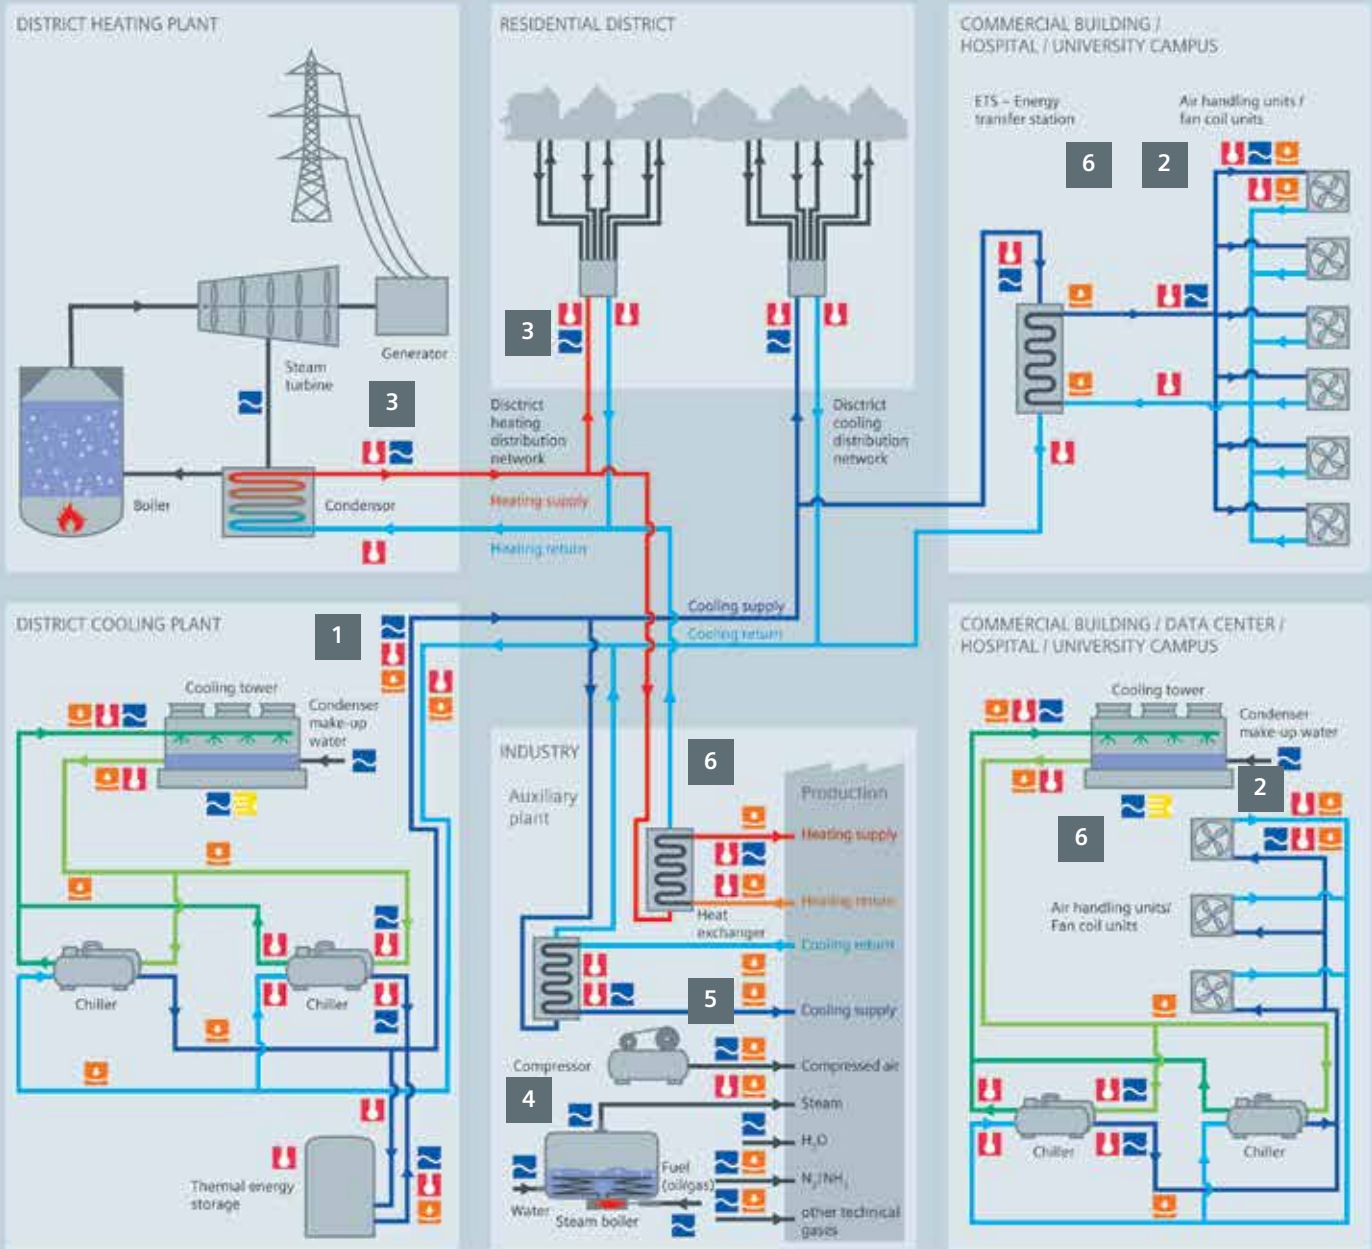 DISTRICT HEATING PLANT
Steam
turbine
Generator
3
Boiler
Condensor
RESIDENTIAL DISTRICT
3
Disctrict
heating
distribution
network
Disctrict
cooling
distribution
network
Heating supply
Heating return
Cooling supply
Cooling return
COMMERCIAL BUILDING /
HOSPITAL / UNIVERSITY CAMPUS
ETS – Energy
transfer station
Air handling units /
fan coil units
6
2
DISTRICT COOLING PLANT
1
Cooling tower
Condenser
make-up
water
Chiller
Chiller
Thermal energy
storage
INDUSTRY
6
Auxiliary
plant
Production
Heating supply
Heating return
Heat
exchanger
Cooling return
5
Cooling supply
Compressor
Compressed air
4
Steam
H₂O
Fuel
(oil/gas)
N₂/NH₃
Water
Steam boiler
other technical
gases
COMMERCIAL BUILDING / DATA CENTER /
HOSPITAL / UNIVERSITY CAMPUS
Cooling tower
Condenser
make-up water
2
6
Air handling units/
Fan coil units
Chiller
Chiller